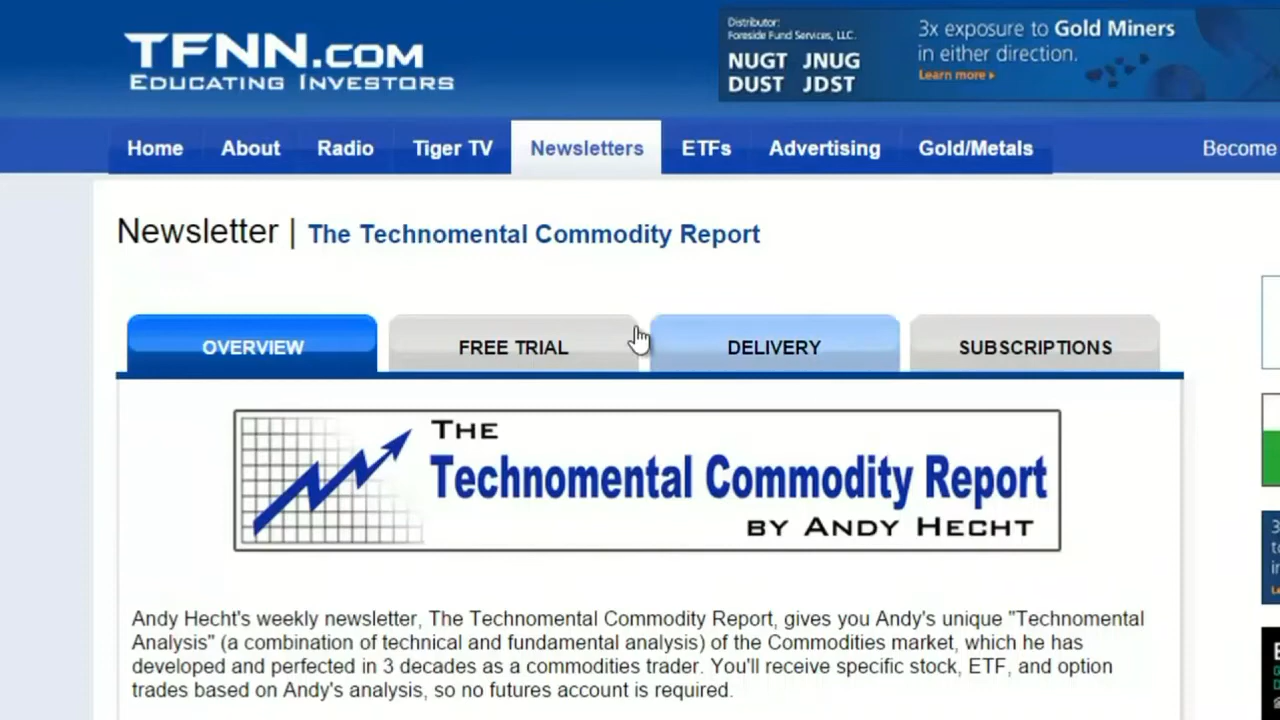 TFNN.COM
EDUCATING INVESTORS
Distributor:
Foreside Fund Services, LLC.
NUGT JNUG
DUST JDST
3x exposure to Gold Miners
in either direction.
Learn more
Home About Radio Tiger TV Newsletters ETFs Advertising Gold/Metals Become
Newsletter | The Technomental Commodity Report
OVERVIEW FREE TRIAL DELIVERY SUBSCRIPTIONS
THE
Technomental Commodity Report
BY ANDY HECHT
Andy Hecht's weekly newsletter, The Technomental Commodity Report, gives you Andy's unique "Technomental
Analysis" (a combination of technical and fundamental analysis) of the Commodities market, which he has
developed and perfected in 3 decades as a commodities trader. You'll receive specific stock, ETF, and option
trades based on Andy's analysis, so no futures account is required.